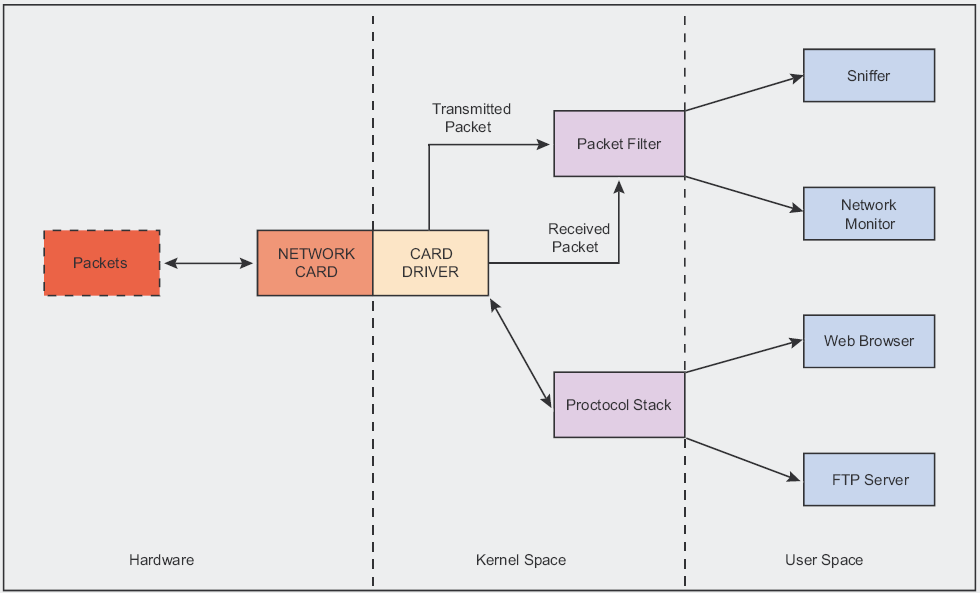 Sniffer
Transmitted
Packet
Packet Filter
Network
Monitor
Received
Packet
Packets
NETWORK
CARD
CARD
DRIVER
Web Browser
Proctocol Stack
FTP Server
Hardware
Kernel Space
User Space